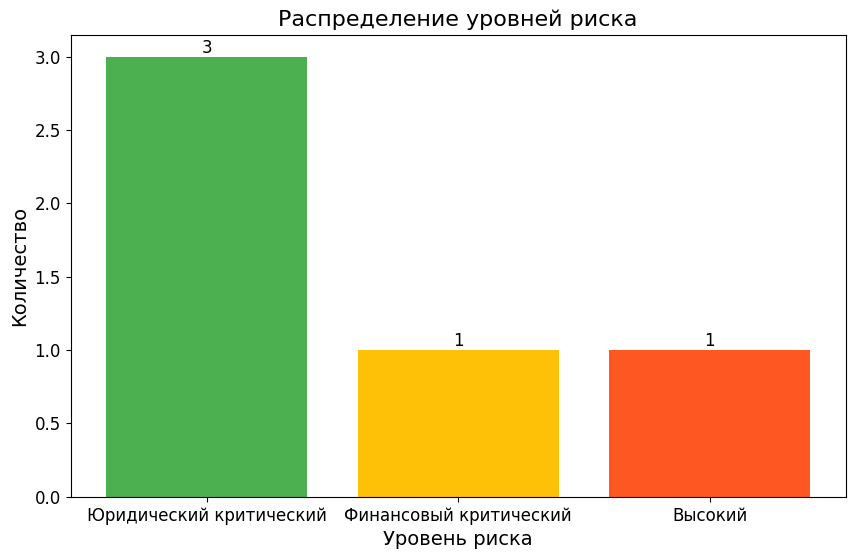 Распределение уровней риска
3
3.0
2.5
2.0
1.5
1.0
0.5
0.0
1
1
Количество
Юридический критический
Финансовый критический
Высокий
Уровень риска